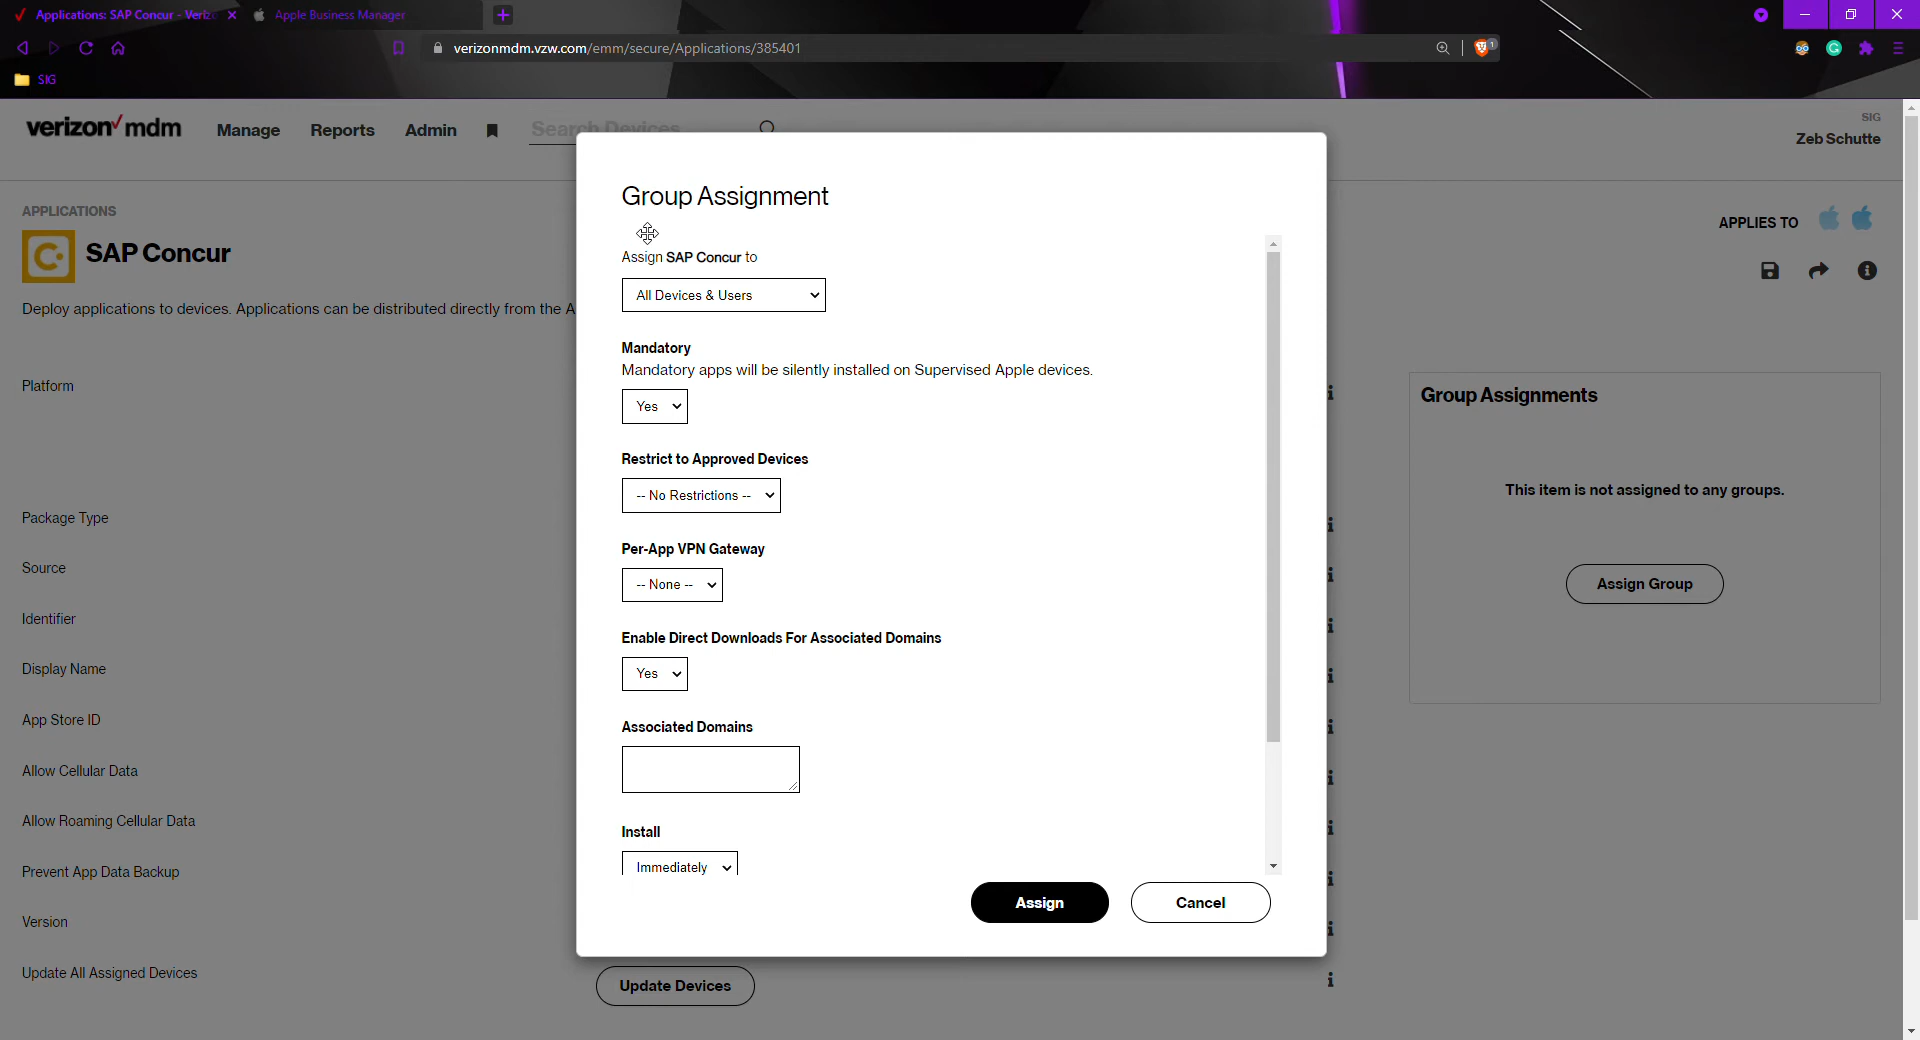 Applications: SAP Concur - Veriz
Apple Business Manager
verizonmdm.vzw.com/emm/secure/Applications/385401
1
SIG
verizon mdm
Manage
Reports
Admin
Search Devices
SIG
Zeb Schutte
APPLICATIONS
SAP Concur
Deploy applications to devices. Applications can be distributed directly from the A
APPLIES TO
Platform
Package Type
Source
Identifier
Display Name
App Store ID
Allow Cellular Data
Allow Roaming Cellular Data
Prevent App Data Backup
Version
Update All Assigned Devices
Update Devices
Group Assignment
Assign SAP Concur to
All Devices & Users
Mandatory
Mandatory apps will be silently installed on Supervised Apple devices.
Yes
Restrict to Approved Devices
-- No Restrictions --
Per-App VPN Gateway
-- None --
Enable Direct Downloads For Associated Domains
Yes
Associated Domains
Install
Immediately
Assign
Cancel
Group Assignments
This item is not assigned to any groups.
Assign Group